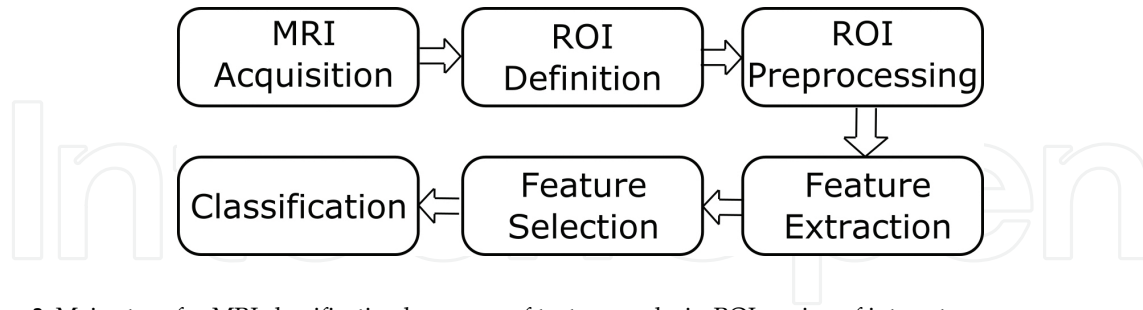 MRI
Acquisition
ROI
Definition
ROI
Preprocessing
Feature
Extraction
Feature
Selection
Classification